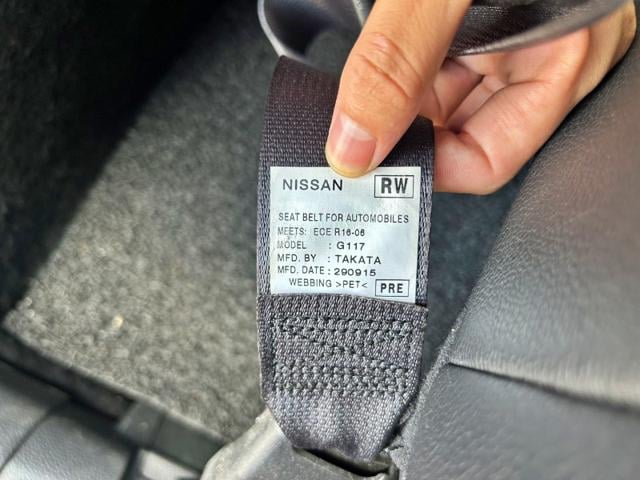 NISSAN RW
SEAT BELT FOR AUTOMOBILES
MEETS: ECE R16-06
MODEL : G117
MFD. BY : TAKATA
MFD. DATE : 290915
WEBBING >PET< PRE